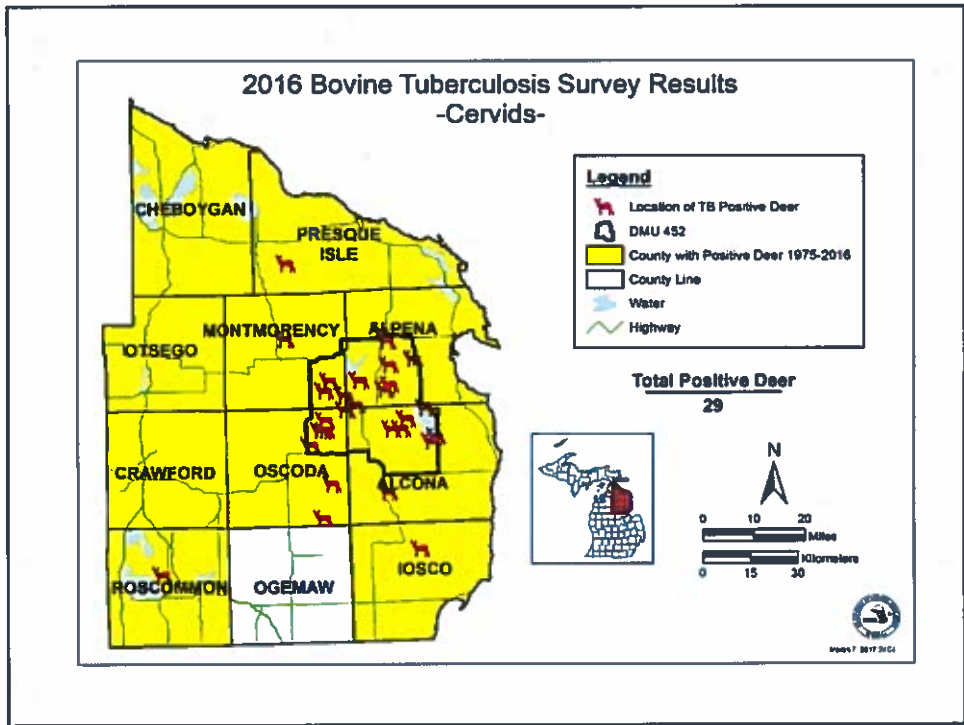 2016 Bovine Tuberculosis Survey Results
-Cervids-
Legend
Location of TB Positive Deer
DMU 452
County with Positive Deer 1975-2016
County Line
Water
Highway
CHEBOYGAN
PRESQUE
ISLE
MONTMORENCY
ALPENA
OTSEGO
CRAWFORD
OSCODA
ALCONA
ROSCOMMON
OGEMAW
IOSCO
Total Positive Deer
29
N
0 10 20
Miles
Kilometers
0 15 30